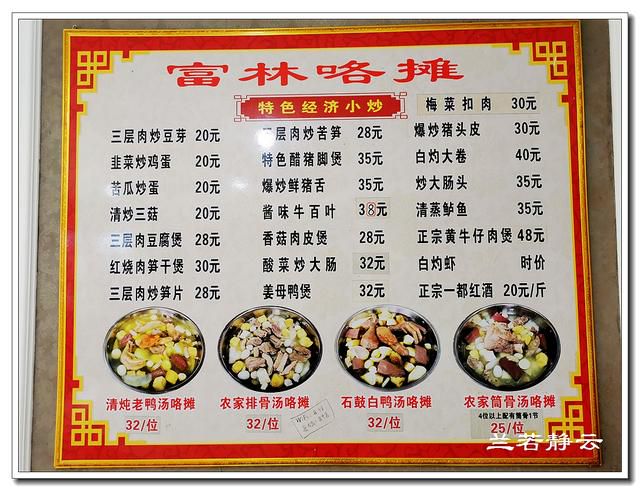 富林咯摊
特色经济小炒
梅菜扣肉 30元
三层肉炒豆芽 20元
韭菜炒鸡蛋 20元
苦瓜炒蛋 20元
清炒三菇 20元
三层肉豆腐煲 28元
红烧肉笋干煲 30元
三层肉炒笋片 28元
层肉炒苦笋 28元
特色醋猪脚煲 35元
爆炒鲜猪舌 35元
酱味牛百叶 38元
香菇肉皮煲 28元
酸菜炒大肠 32元
姜母鸭煲 32元
爆炒猪头皮 30元
白灼大卷 40元
炒大肠头 35元
清蒸鲈鱼 35元
正宗黄牛仔肉煲 48元
白灼虾 时价
正宗一都红酒 20元/斤
清炖老鸭汤咯摊
32/位
农家排骨汤咯摊
32/位
石鼓白鸭汤咯摊
32/位
农家筒骨汤咯摊
4位以上配有筒骨1节
25/位
兰若静云